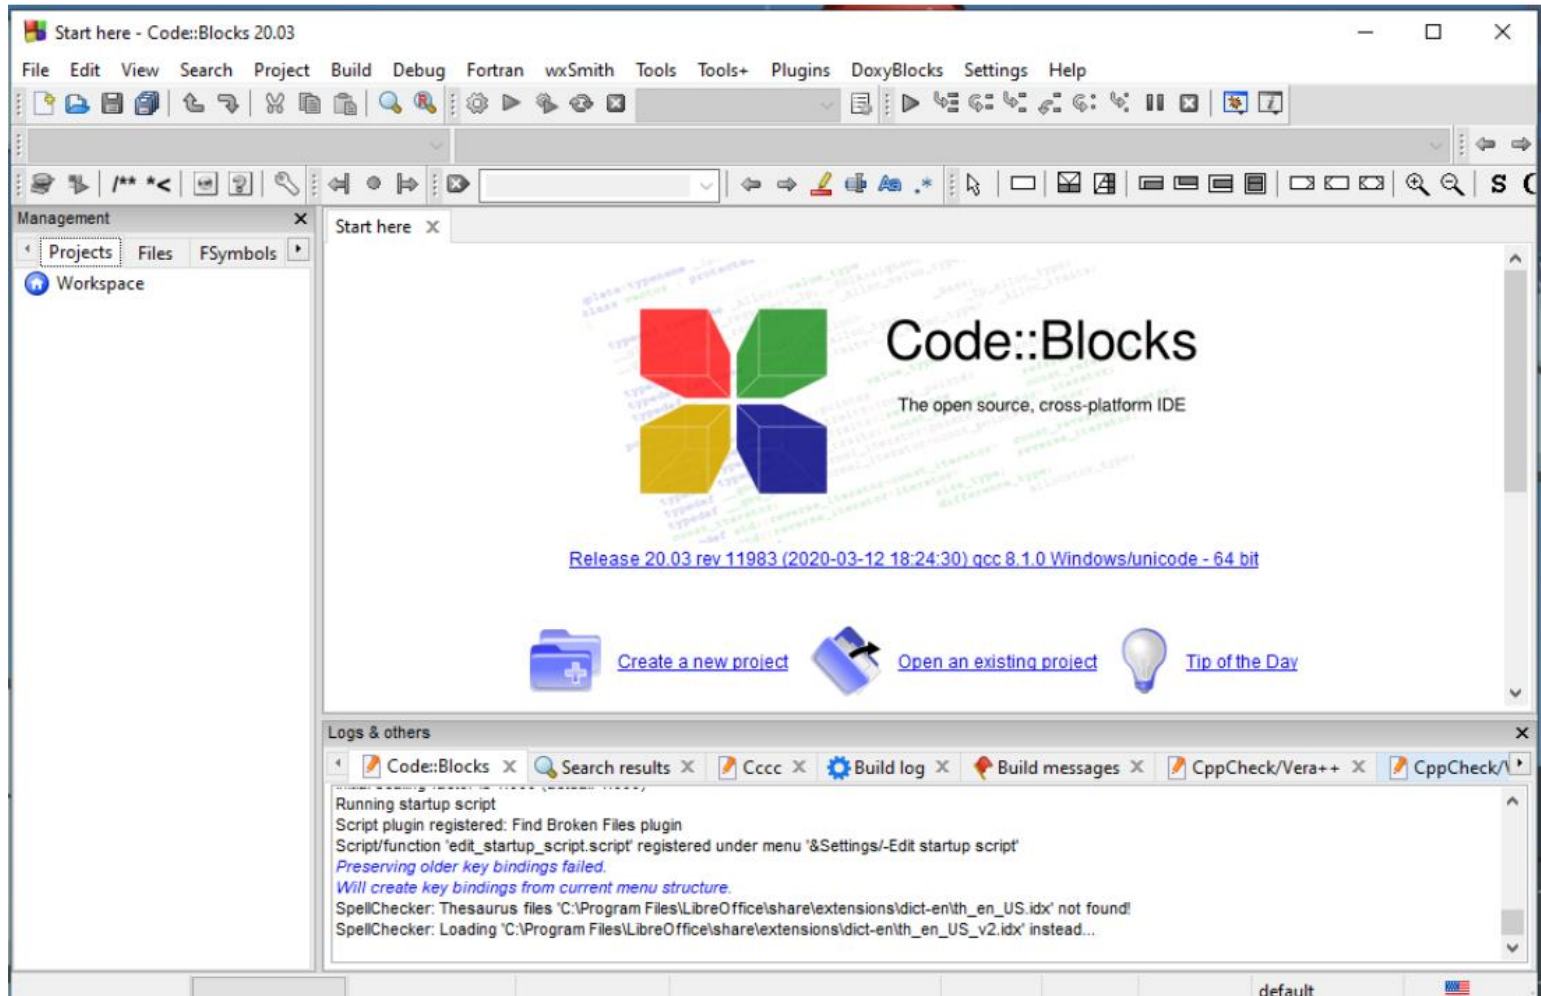 Start here - Code::Blocks 20.03
File Edit View Search Project Build Debug Fortran wxSmith Tools Tools+ Plugins DoxyBlocks Settings Help
/** *<
Aa .*
S
Management
Projects Files FSymbols
Workspace
Start here
Code::Blocks
The open source, cross-platform IDE
Release 20.03 rev 11983 (2020-03-12 18:24:30) gcc 8.1.0 Windows/unicode - 64 bit
Create a new project Open an existing project Tip of the Day
Logs & others
Code::Blocks Search results Cccc Build log Build messages CppCheck/Vera++ CppCheck/
Running startup script
Script plugin registered: Find Broken Files plugin
Script/function 'edit_startup_script.script' registered under menu '&Settings/-Edit startup script'
Preserving older key bindings failed.
Will create key bindings from current menu structure.
SpellChecker: Thesaurus files 'C:\Program Files\LibreOffice\share\extensions\dict-en\th_en_US.idx' not found!
SpellChecker: Loading 'C:\Program Files\LibreOffice\share\extensions\dict-en\th_en_US_v2.idx' instead...
default